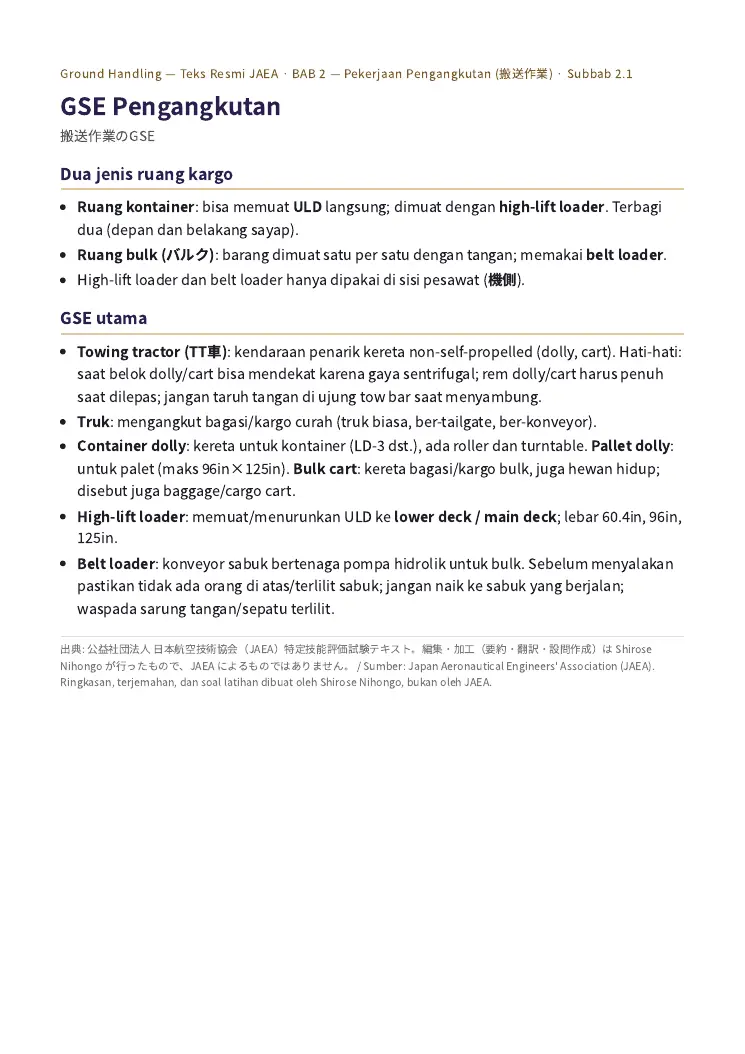 Ground Handling — Teks Resmi JAEA · BAB 2 — Pekerjaan Pengangkutan (搬送作業) · Subbab 2.1
GSE Pengangkutan
搬送作業のGSE
Dua jenis ruang kargo
• Ruang kontainer: bisa memuat ULD langsung; dimuat dengan high-lift loader. Terbagi
dua (depan dan belakang sayap).
• Ruang bulk (バルク): barang dimuat satu per satu dengan tangan; memakai belt loader.
• High-lift loader dan belt loader hanya dipakai di sisi pesawat (機側).
GSE utama
• Towing tractor (TT車): kendaraan penarik kereta non-self-propelled (dolly, cart). Hati-hati:
saat belok dolly/cart bisa mendekat karena gaya sentrifugal; rem dolly/cart harus penuh
saat dilepas; jangan taruh tangan di ujung tow bar saat menyambung.
• Truk: mengangkut bagasi/kargo curah (truk biasa, ber-tailgate, ber-konveyor).
• Container dolly: kereta untuk kontainer (LD-3 dst.), ada roller dan turntable. Pallet dolly:
untuk palet (maks 96in×125in). Bulk cart: kereta bagasi/kargo bulk, juga hewan hidup;
disebut juga baggage/cargo cart.
• High-lift loader: memuat/menurunkan ULD ke lower deck / main deck; lebar 60.4in, 96in,
125in.
• Belt loader: konveyor sabuk bertenaga pompa hidrolik untuk bulk. Sebelum menyalakan
pastikan tidak ada orang di atas/terlilit sabuk; jangan naik ke sabuk yang berjalan;
waspada sarung tangan/sepatu terlilit.
出典: 公益社団法人 日本航空技術協会（JAEA）特定技能評価試験テキスト。編集・加工（要約・翻訳・設問作成）は Shirose
Nihongo が行ったもので、JAEA によるものではありません。 / Sumber: Japan Aeronautical Engineers' Association (JAEA).
Ringkasan, terjemahan, dan soal latihan dibuat oleh Shirose Nihongo, bukan oleh JAEA.